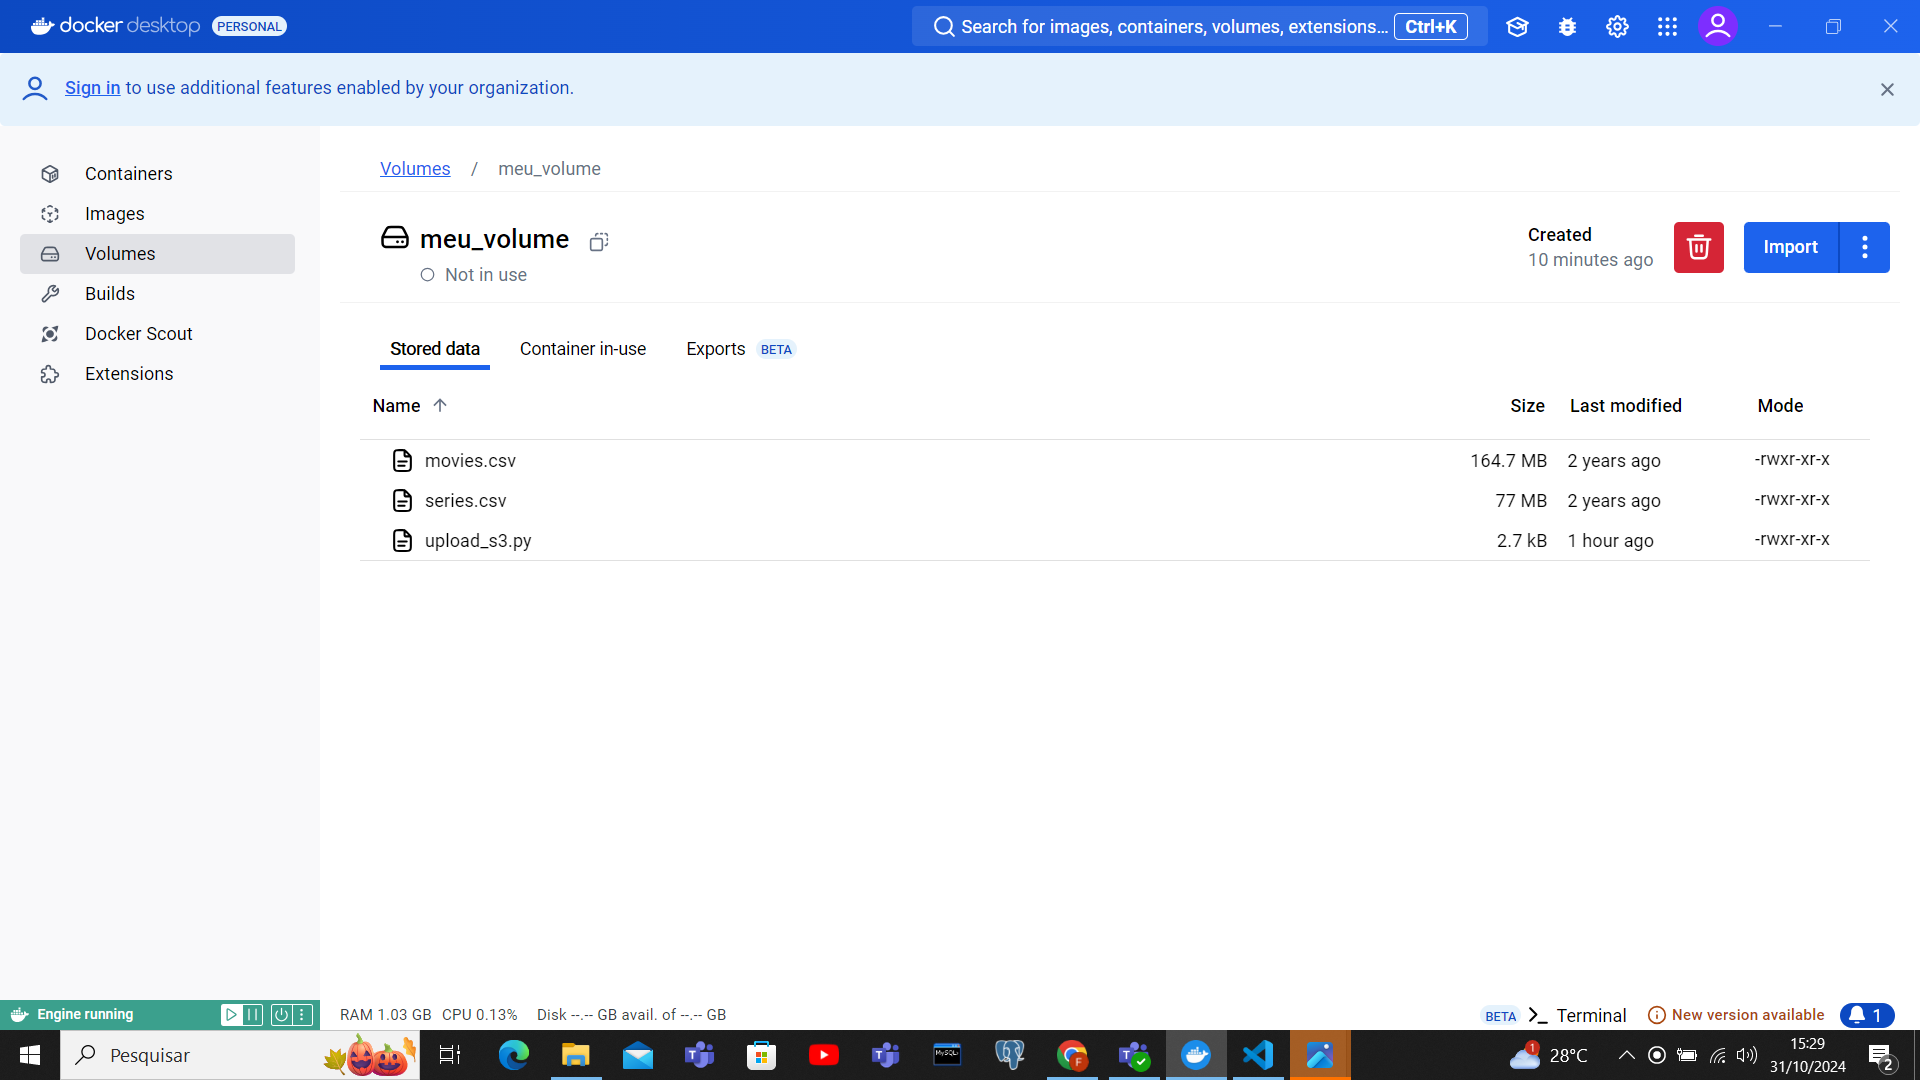 docker desktop PERSONAL
Search for images, containers, volumes, extensions... Ctrl+K
Sign in to use additional features enabled by your organization.
Containers
Images
Volumes
Builds
Docker Scout
Extensions
Volumes / meu_volume
meu_volume
Not in use
Created
10 minutes ago
Import
Stored data Container in-use Exports BETA
Name Size Last modified Mode
movies.csv 164.7 MB 2 years ago -rwxr-xr-x
series.csv 77 MB 2 years ago -rwxr-xr-x
upload_s3.py 2.7 kB 1 hour ago -rwxr-xr-x
Engine running RAM 1.03 GB CPU 0.13% Disk --.-- GB avail. of --.-- GB BETA Terminal New version available 1
Pesquisar
MySQL
F
1
28°C
15:29
31/10/2024
2